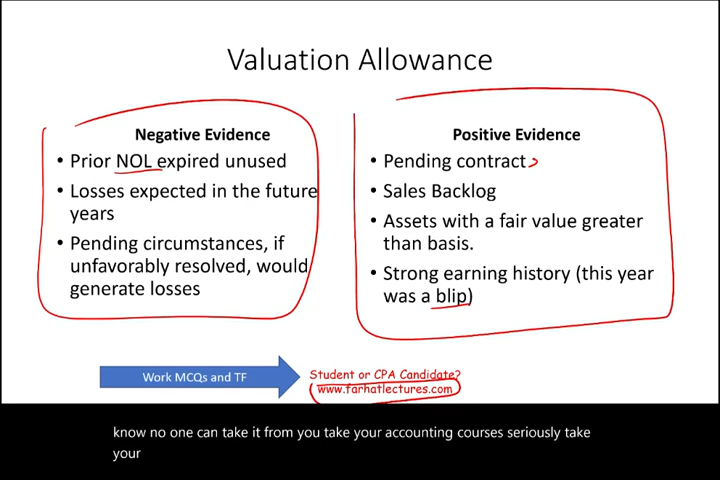 Valuation Allowance
Negative Evidence
• Prior NOL expired unused
• Losses expected in the future
years
• Pending circumstances, if
unfavorably resolved, would
generate losses
Positive Evidence
• Pending contract
• Sales Backlog
• Assets with a fair value greater
than basis.
• Strong earning history (this year
was a blip)
Work MCQs and TF
Student or CPA Candidate?
www.farhatlectures.com
know no one can take it from you take your accounting courses seriously take
your